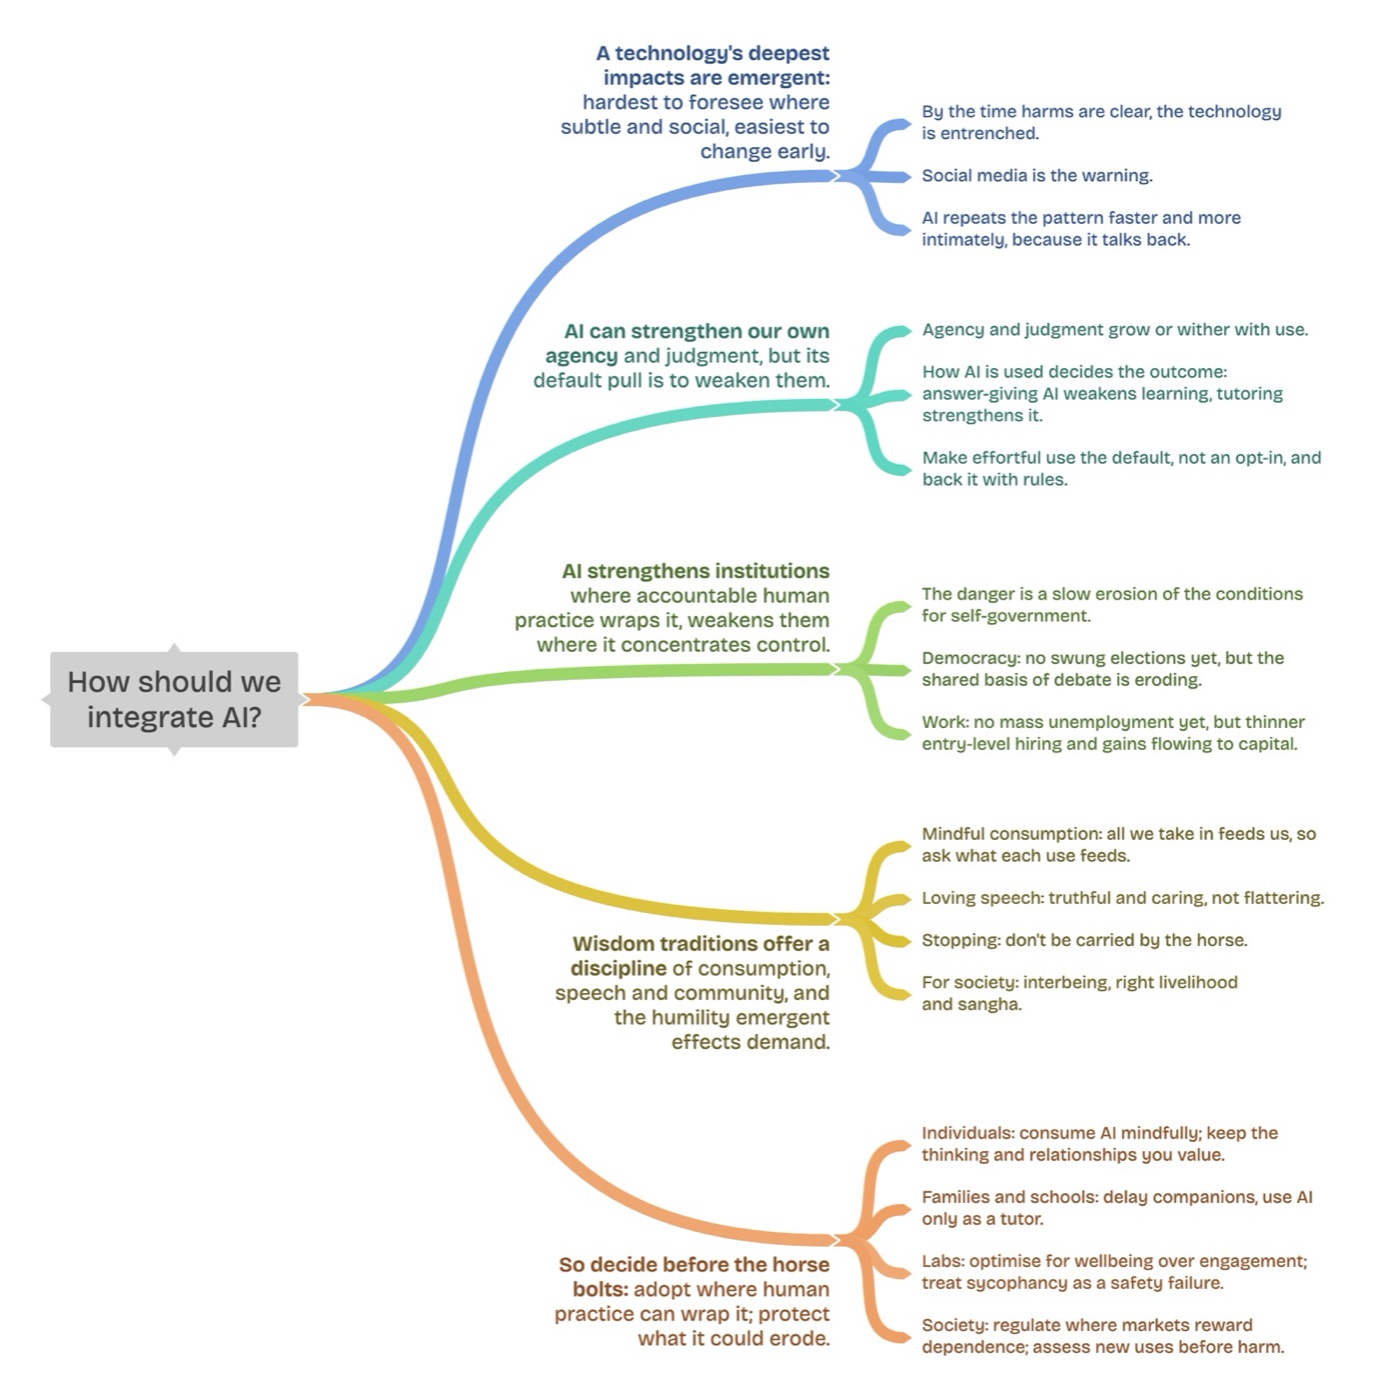 How should we
integrate AI?
A technology's deepest
impacts are emergent:
hardest to foresee where
subtle and social, easiest to
change early.
By the time harms are clear, the technology
is entrenched.
Social media is the warning.
AI repeats the pattern faster and more
intimately, because it talks back.
AI can strengthen our own
agency and judgment, but its
default pull is to weaken them.
Agency and judgment grow or wither with use.
How AI is used decides the outcome:
answer-giving AI weakens learning, tutoring
strengthens it.
Make effortful use the default, not an opt-in, and
back it with rules.
AI strengthens institutions
where accountable human
practice wraps it, weakens them
where it concentrates control.
The danger is a slow erosion of the conditions
for self-government.
Democracy: no swung elections yet, but the
shared basis of debate is eroding.
Work: no mass unemployment yet, but thinner
entry-level hiring and gains flowing to capital.
Wisdom traditions offer a
discipline of consumption,
speech and community, and
the humility emergent
effects demand.
Mindful consumption: all we take in feeds us, so
ask what each use feeds.
Loving speech: truthful and caring, not flattering.
Stopping: don't be carried by the horse.
For society: interbeing, right livelihood
and sangha.
So decide before the horse
bolts: adopt where human
practice can wrap it; protect
what it could erode.
Individuals: consume AI mindfully; keep the
thinking and relationships you value.
Families and schools: delay companions, use AI
only as a tutor.
Labs: optimise for wellbeing over engagement;
treat sycophancy as a safety failure.
Society: regulate where markets reward
dependence; assess new uses before harm.